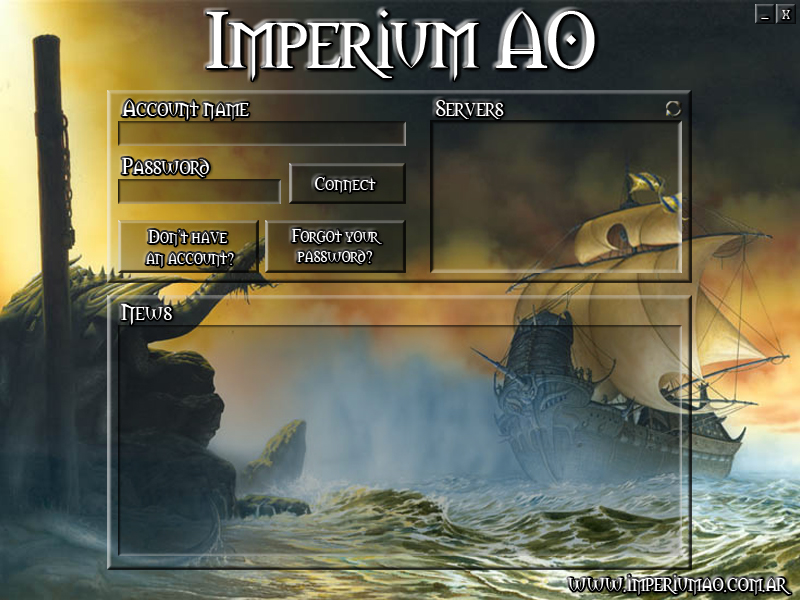 Imperium AO
_ X
Account name
Servers
Password
Connect
Don't have
an account?
Forgot your
password?
News
www.imperiumao.com.ar